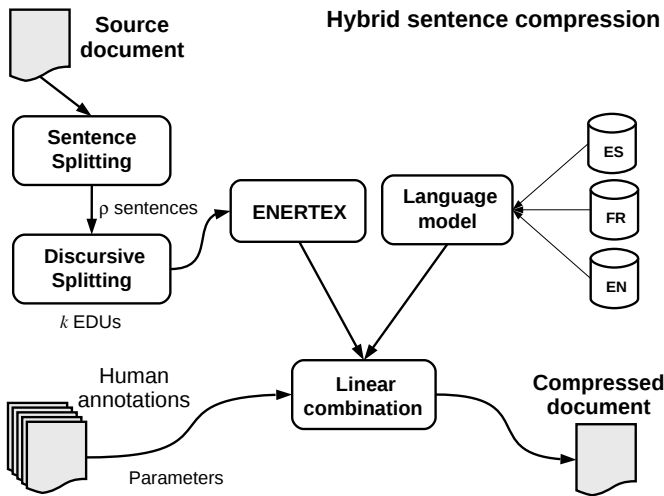 Hybrid sentence compression
Source
document
Sentence
Splitting
ρ sentences
Discursive
Splitting
k EDUs
ENERTEX
Language
model
ES
FR
EN
Human
annotations
Parameters
Linear
combination
Compressed
document